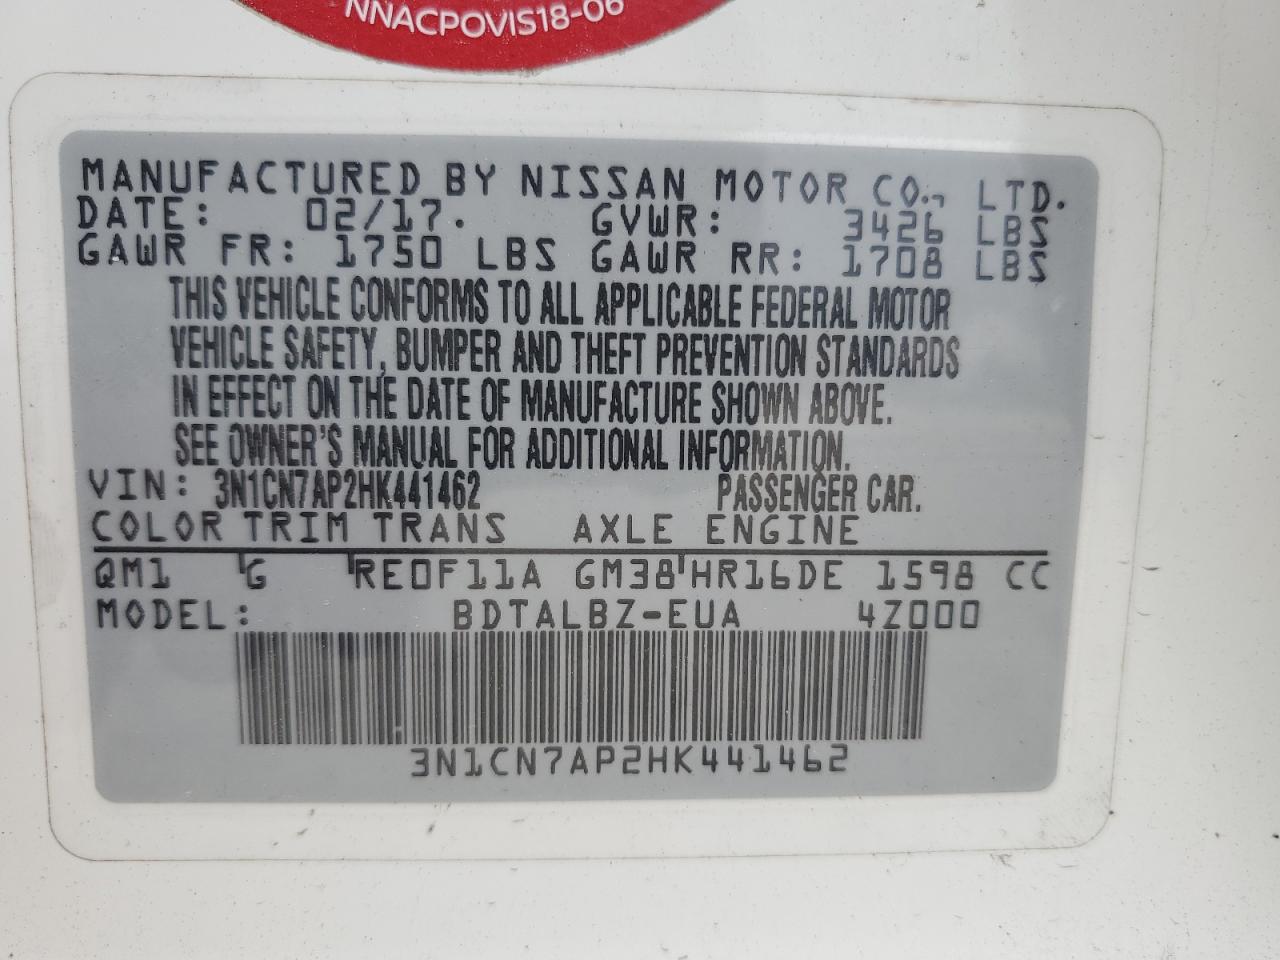 NNACPOVIS18-06
MANUFACTURED BY NISSAN MOTOR CO., LTD.
DATE: 02/17. GVWR: 3426 LBS
GAWR FR: 1750 LBS GAWR RR: 1708 LBS
THIS VEHICLE CONFORMS TO ALL APPLICABLE FEDERAL MOTOR
VEHICLE SAFETY, BUMPER AND THEFT PREVENTION STANDARDS
IN EFFECT ON THE DATE OF MANUFACTURE SHOWN ABOVE.
SEE OWNER'S MANUAL FOR ADDITIONAL INFORMATION.
VIN: 3N1CN7AP2HK441462 PASSENGER CAR.
COLOR TRIM TRANS AXLE ENGINE
QM1 G RE0F11A GM38 HR16DE 1598 CC
MODEL: BDTALBZ-EUA 4Z000
3N1CN7AP2HK441462